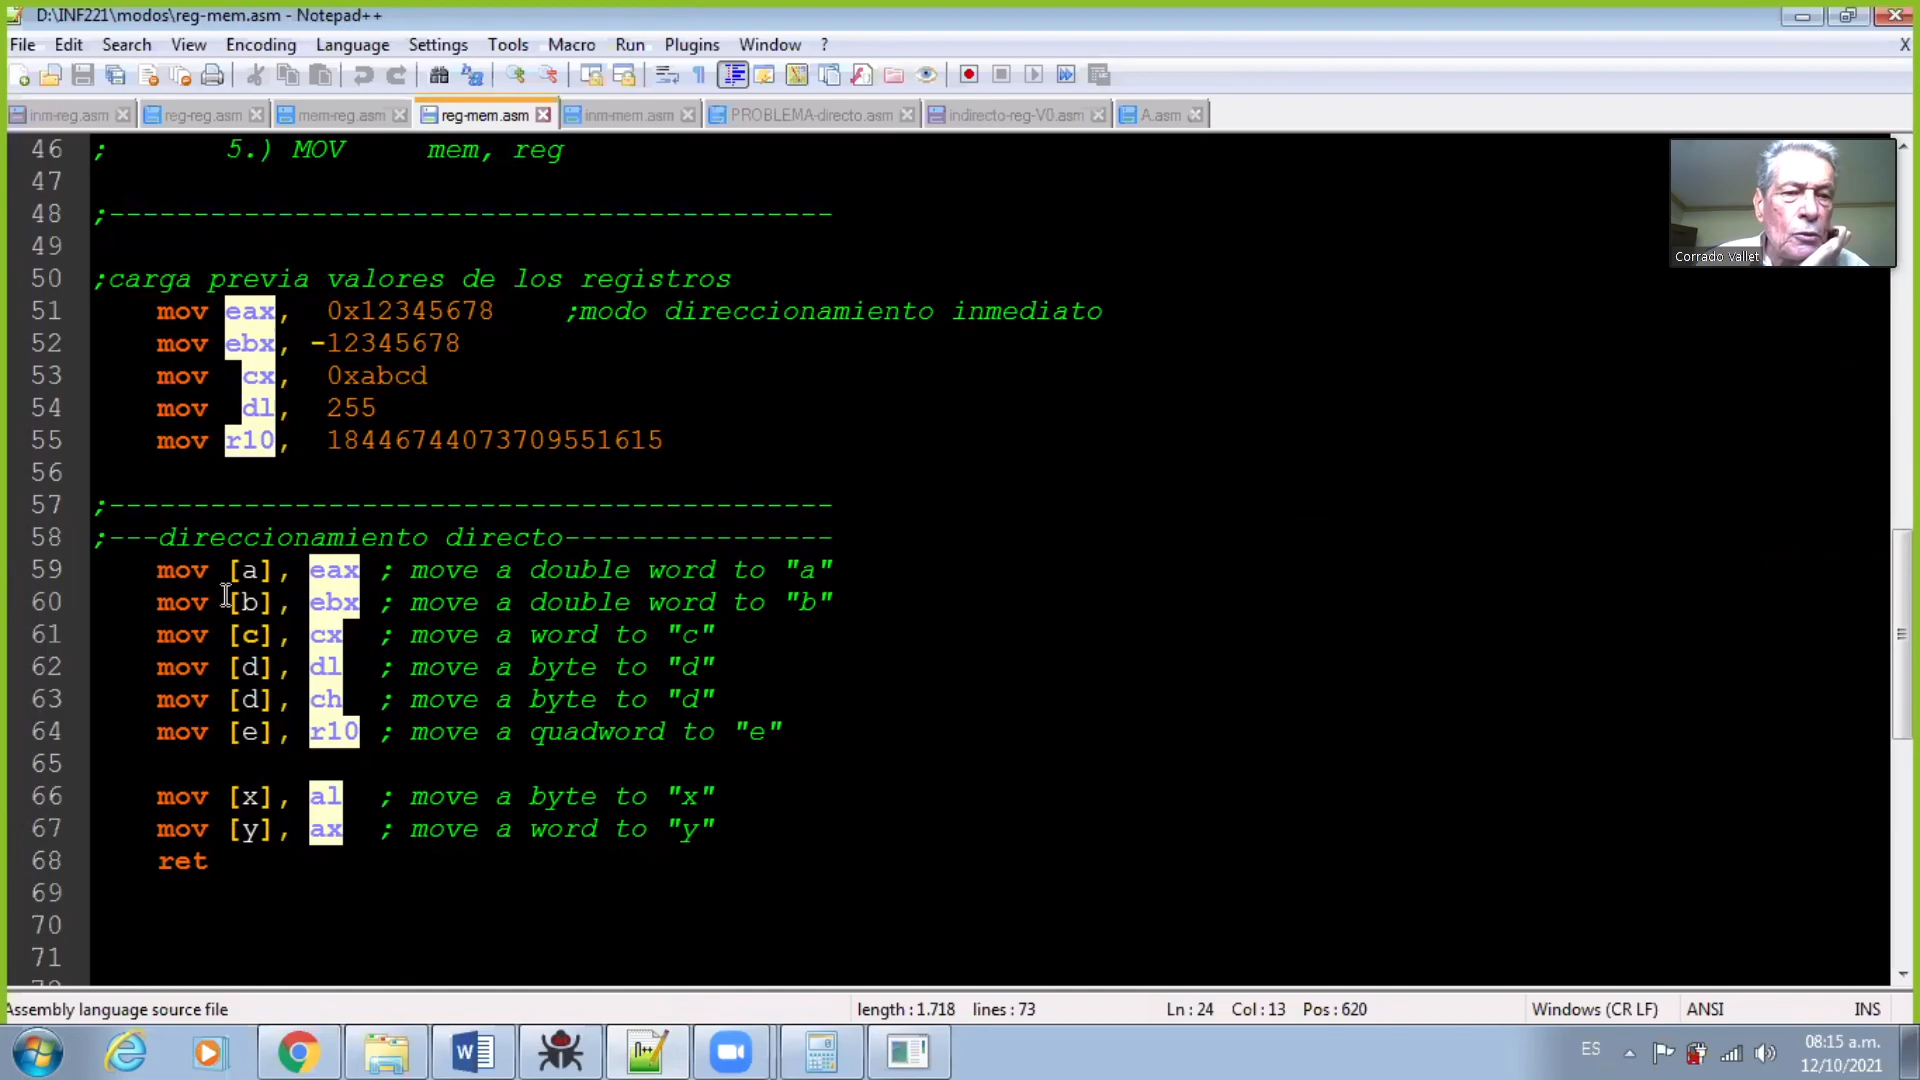 D:\INF221\modos\reg-mem.asm - Notepad++
File Edit Search View Encoding Language Settings Tools Macro Run Plugins Window ? X
inm-reg.asm reg-reg.asm mem-reg.asm reg-mem.asm inm-mem.asm PROBLEMA-directo.asm indirecto-reg-V0.asm A.asm
46 ; 5.) MOV mem, reg
47
48 ;-------------------------------------------
49
50 ;carga previa valores de los registros
51 mov eax, 0x12345678 ;modo direccionamiento inmediato
52 mov ebx, -12345678
53 mov cx, 0xabcd
54 mov dl, 255
55 mov r10, 18446744073709551615
56
57 ;-------------------------------------------
58 ;---direccionamiento directo----------------
59 mov [a], eax ; move a double word to "a"
60 mov [b], ebx ; move a double word to "b"
61 mov [c], cx ; move a word to "c"
62 mov [d], dl ; move a byte to "d"
63 mov [d], ch ; move a byte to "d"
64 mov [e], r10 ; move a quadword to "e"
65
66 mov [x], al ; move a byte to "x"
67 mov [y], ax ; move a word to "y"
68 ret
69
70
71
Corrado Vallet
Assembly language source file length : 1.718 lines : 73 Ln : 24 Col : 13 Pos : 620 Windows (CR LF) ANSI INS
ES
08:15 a.m.
12/10/2021